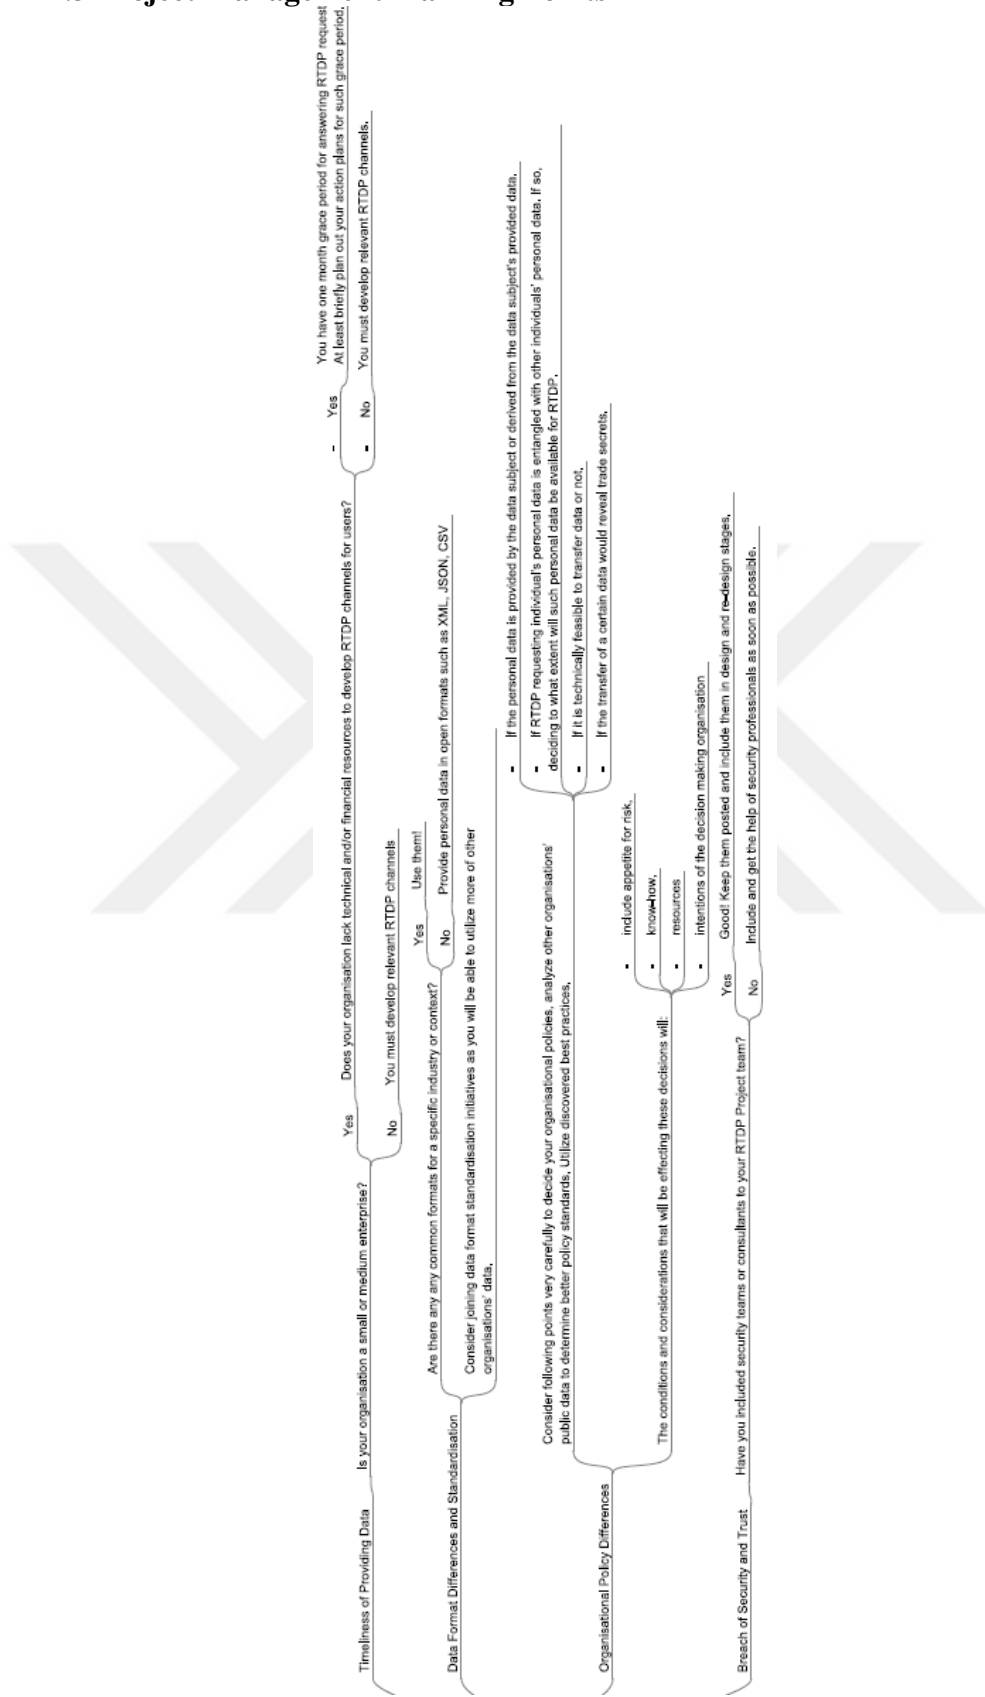 Timeliness of Providing Data
Is your organisation a small or medium enterprise?
Yes
Does your organisation lack technical and/or financial resources to develop RTDP channels for users?
- Yes
You have one month grace period for answering RTDP request
At least briefly plan out your action plans for such grace period.
- No
You must develop relevant RTDP channels.
No
You must develop relevant RTDP channels
Data Format Differences and Standardisation
Are there any any common formats for a specific industry or context?
Yes
Use them!
No
Provide personal data in open formats such as XML, JSON, CSV
Consider joining data format standardisation initiatives as you will be able to utilize more of other
organisations' data.
Organisational Policy Differences
Consider following points very carefully to decide your organisational policies, analyze other organisations'
public data to determine better policy standards. Utilize discovered best practices.
- If the personal data is provided by the data subject or derived from the data subject's provided data.
- If RTDP requesting individual's personal data is entangled with other individuals' personal data. If so,
deciding to what extent will such personal data be available for RTDP.
- If it is technically feasible to transfer data or not.
- If the transfer of a certain data would reveal trade secrets.
The conditions and considerations that will be effecting these decisions will:
- include appetite for risk,
- know-how,
- resources
- intentions of the decision making organisation
Breach of Security and Trust
Have you included security teams or consultants to your RTDP Project team?
Yes
Good! Keep them posted and include them in design and re-design stages.
No
Include and get the help of security professionals as soon as possible.